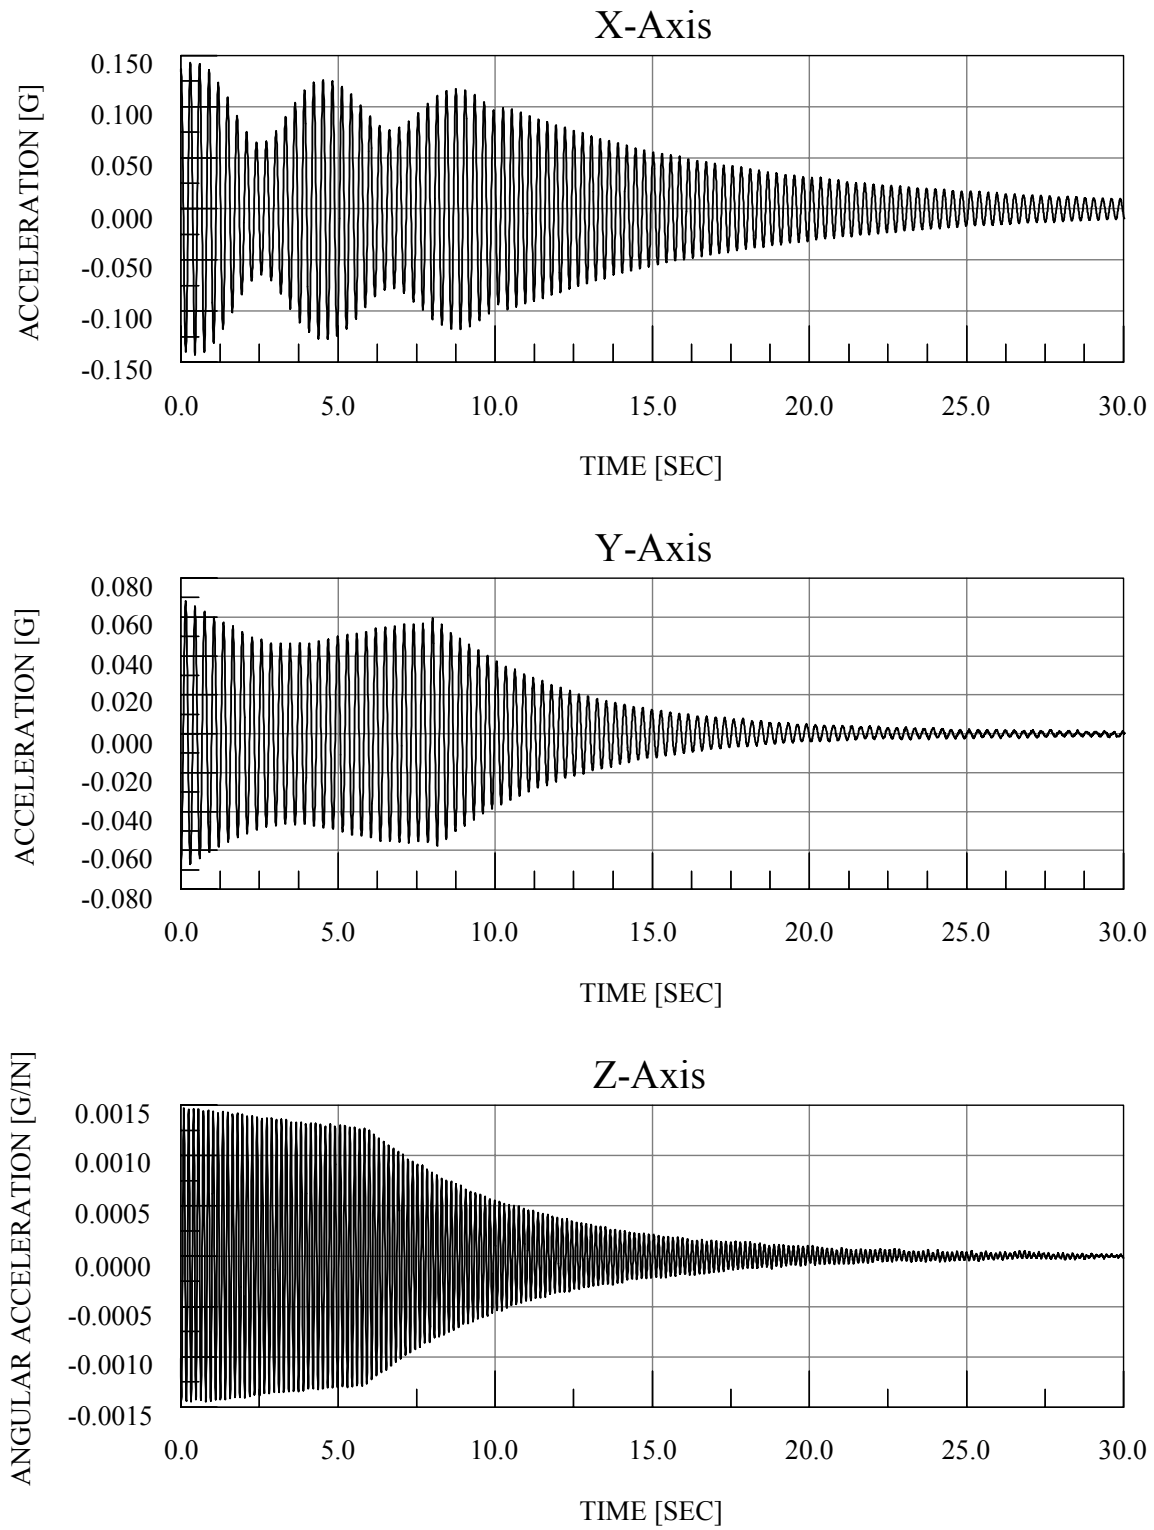 X-Axis
ACCELERATION [G]
0.150
0.100
0.050
0.000
-0.050
-0.100
-0.150
0.0 5.0 10.0 15.0 20.0 25.0 30.0
TIME [SEC]
Y-Axis
ACCELERATION [G]
0.080
0.060
0.040
0.020
0.000
-0.020
-0.040
-0.060
-0.080
0.0 5.0 10.0 15.0 20.0 25.0 30.0
TIME [SEC]
Z-Axis
ANGULAR ACCELERATION [G/IN]
0.0015
0.0010
0.0005
0.0000
-0.0005
-0.0010
-0.0015
0.0 5.0 10.0 15.0 20.0 25.0 30.0
TIME [SEC]